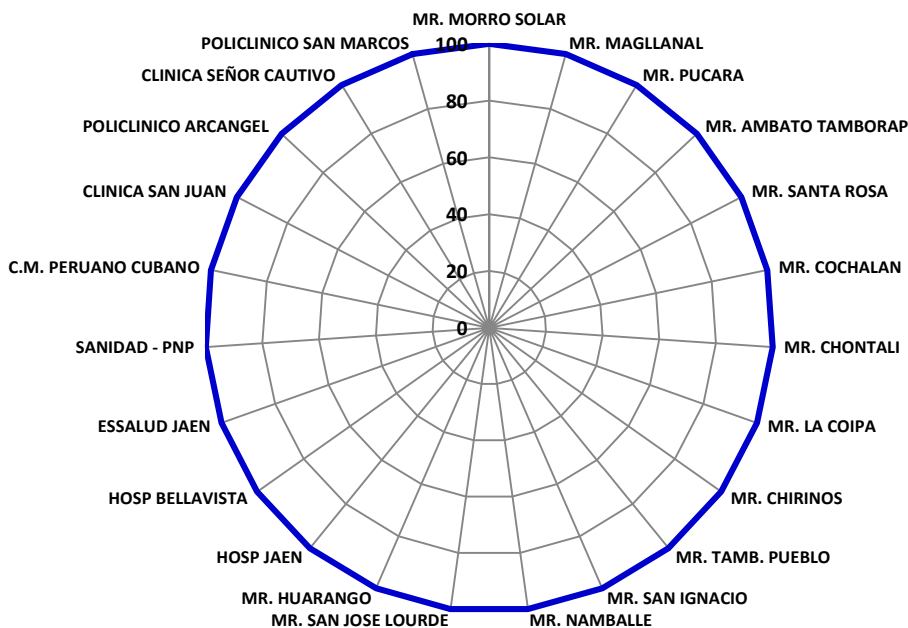 MR. MORRO SOLAR
POLICLINICO SAN MARCOS
100
MR. MAGLLANAL
CLINICA SEÑOR CAUTIVO
MR. PUCARA
80
POLICLINICO ARCANGEL
MR. AMBATO TAMBORAP
60
CLINICA SAN JUAN
MR. SANTA ROSA
40
C.M. PERUANO CUBANO
20
MR. COCHALAN
0
SANIDAD - PNP
MR. CHONTALI
ESSALUD JAEN
MR. LA COIPA
HOSP BELLAVISTA
MR. CHIRINOS
HOSP JAEN
MR. TAMB. PUEBLO
MR. HUARANGO
MR. SAN IGNACIO
MR. SAN JOSE LOURDE
MR. NAMBALLE